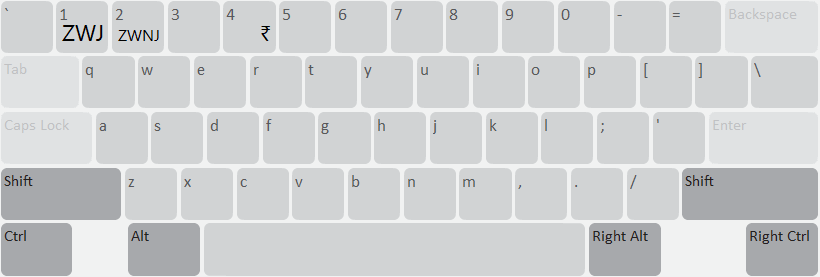 ` 1 ZWJ 2 ZWNJ 3 4 ₹ 5 6 7 8 9 0 - = Backspace
Tab q w e r t y u i o p [ ] \
Caps Lock a s d f g h j k l ; ' Enter
Shift z x c v b n m , . / Shift
Ctrl Alt Right Alt Right Ctrl